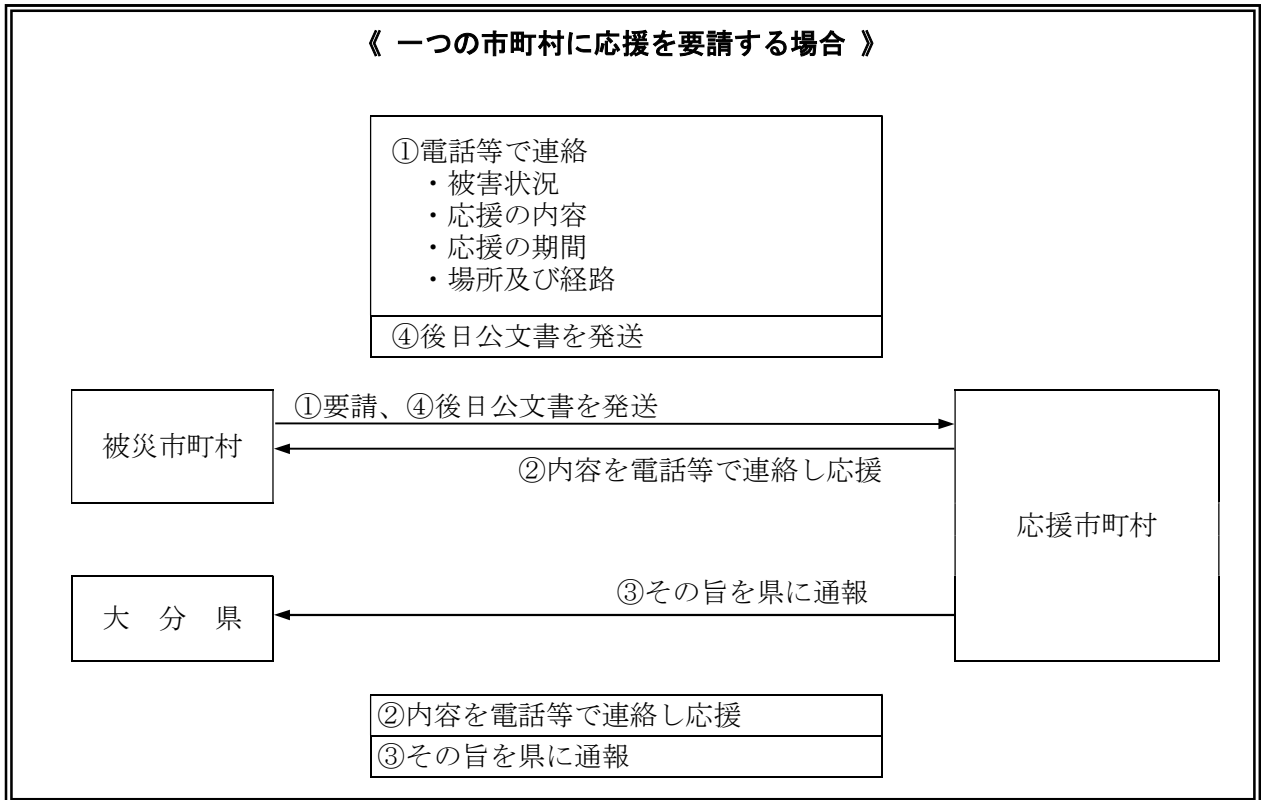 《 一つの市町村に応援を要請する場合 》
①電話等で連絡
・被害状況
・応援の内容
・応援の期間
・場所及び経路
④後日公文書を発送
①要請、④後日公文書を発送
被災市町村
②内容を電話等で連絡し応援
応援市町村
③その旨を県に通報
大 分 県
②内容を電話等で連絡し応援
③その旨を県に通報